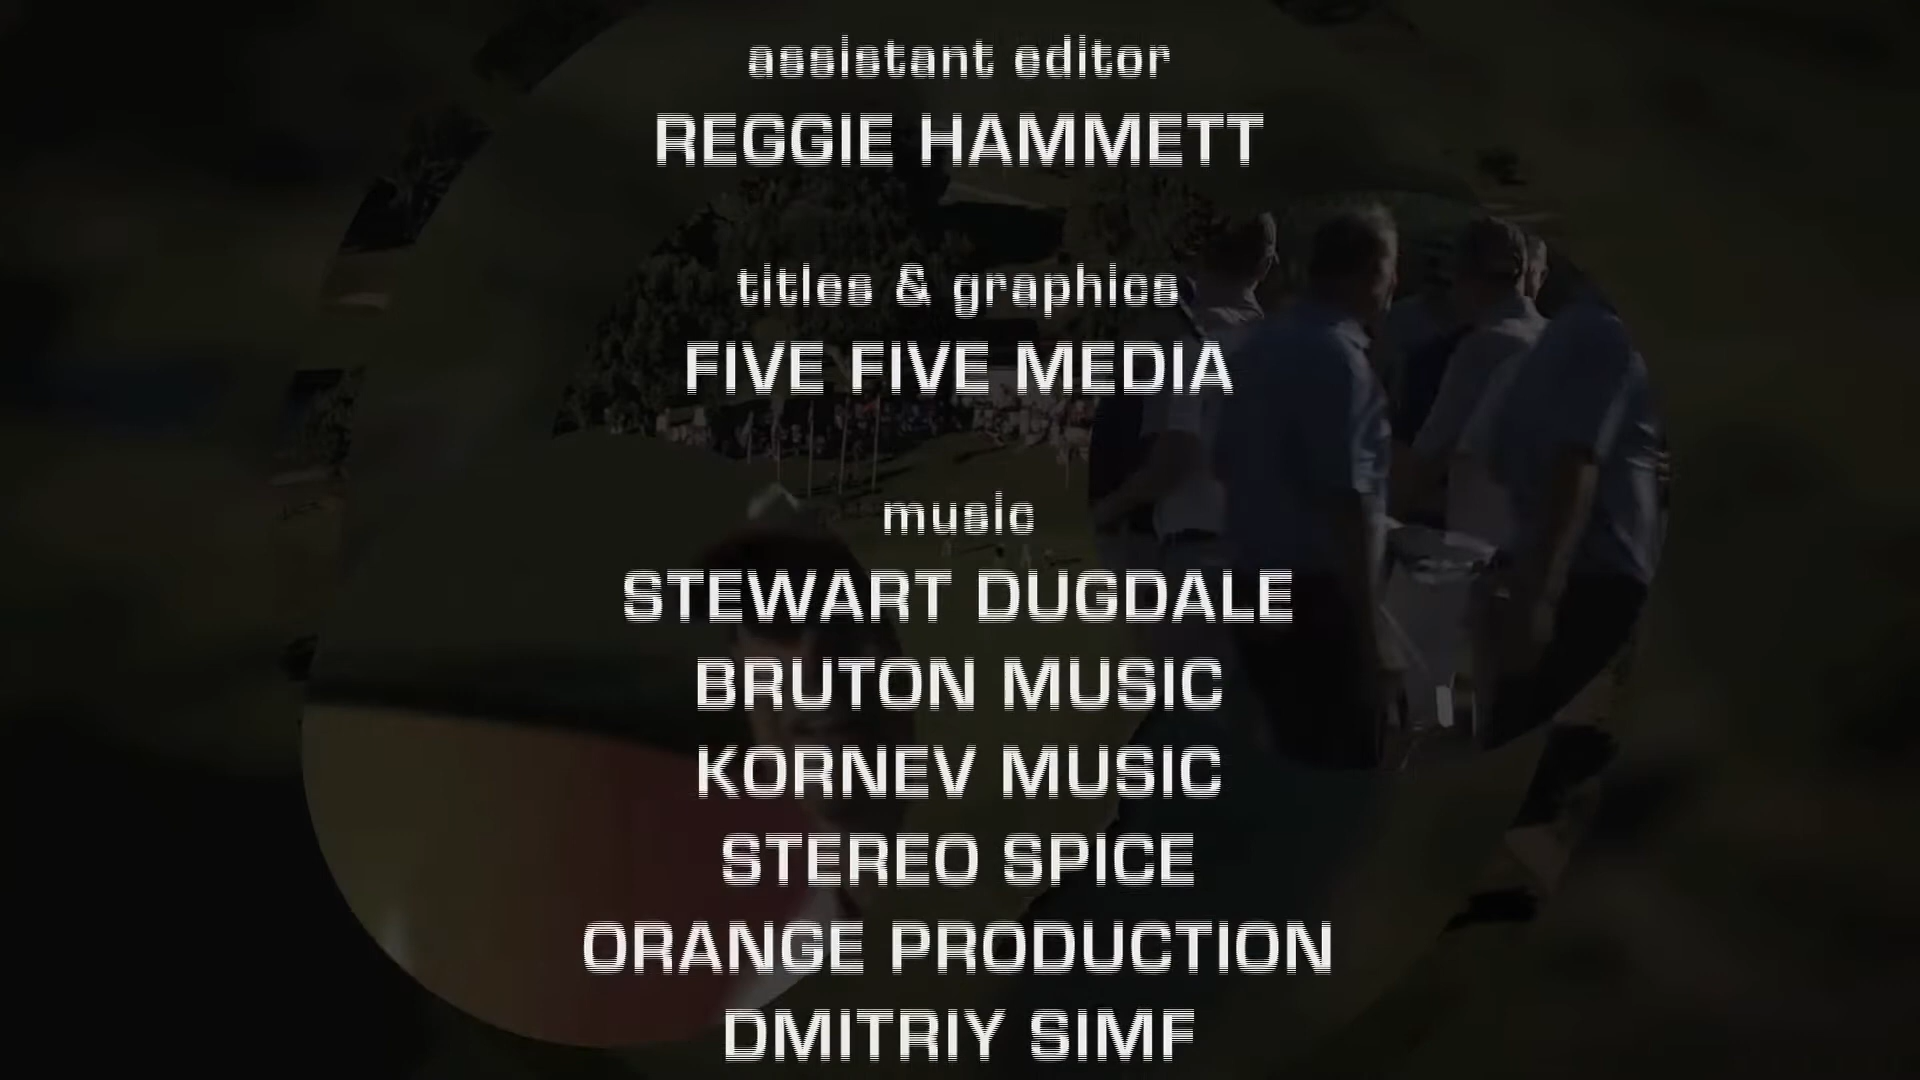 assistant editor
REGGIE HAMMETT
titles & graphics
FIVE FIVE MEDIA
music
STEWART DUGDALE
BRUTON MUSIC
KORNEV MUSIC
STEREO SPICE
ORANGE PRODUCTION
DMITRIY SIMF